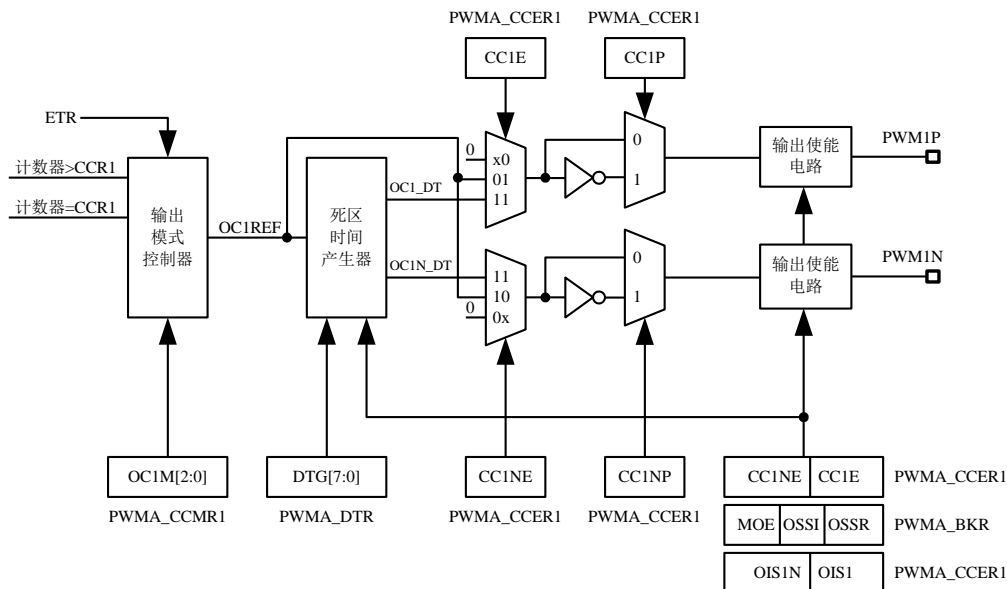 PWMA_CCER1 PWMA_CCER1
CC1E CC1P
ETR
计数器>CCR1
计数器=CCR1
输出
模式
控制器
OC1REF
死区
时间
产生器
OC1_DT
OC1N_DT
0
x0
01
11
11
10
0
0x
0
1
0
1
输出使能
电路
PWM1P
输出使能
电路
PWM1N
OC1M[2:0] DTG[7:0] CC1NE CC1NP CC1NE CC1E PWMA_CCER1
PWMA_CCMR1 PWMA_DTR PWMA_CCER1 PWMA_CCER1
MOE OSSI OSSR PWMA_BKR
OIS1N OIS1 PWMA_CCER1